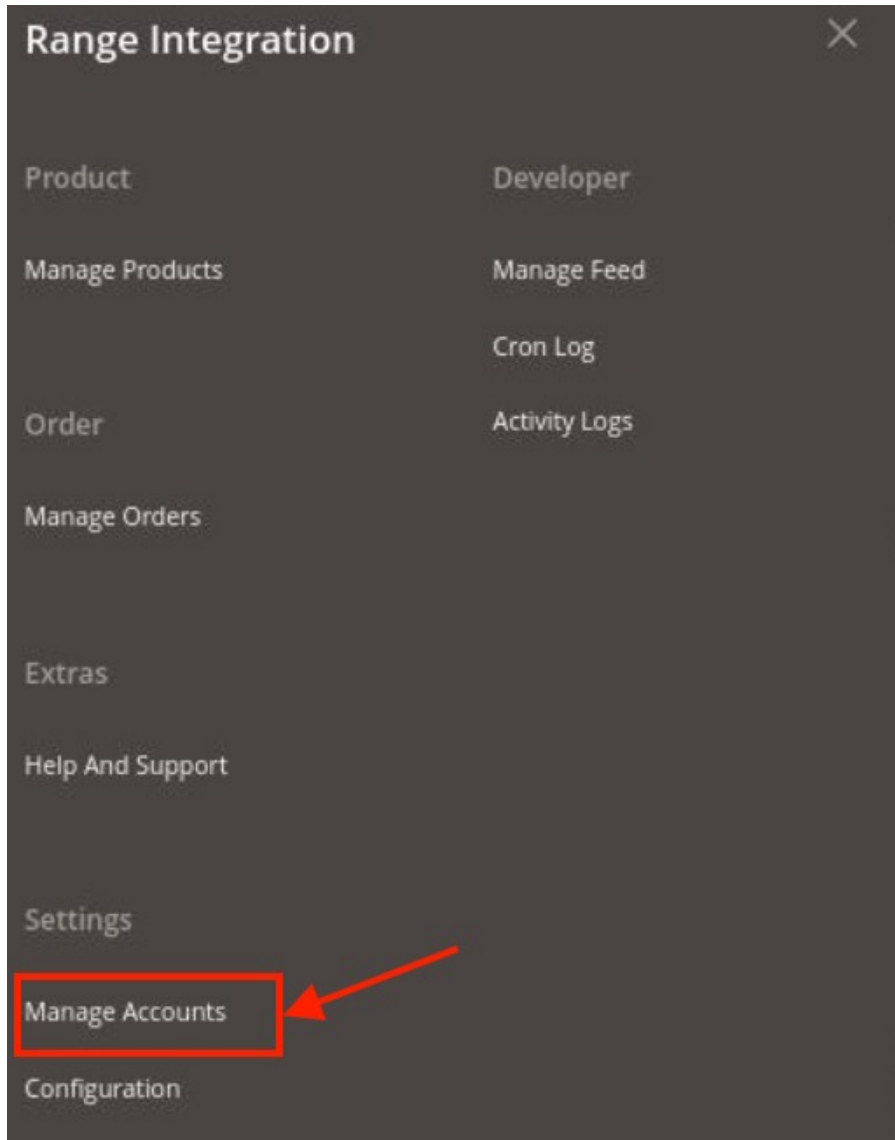 Range Integration
Product
Manage Products
Order
Manage Orders
Extras
Help And Support
Settings
Manage Accounts
Configuration
Developer
Manage Feed
Cron Log
Activity Logs